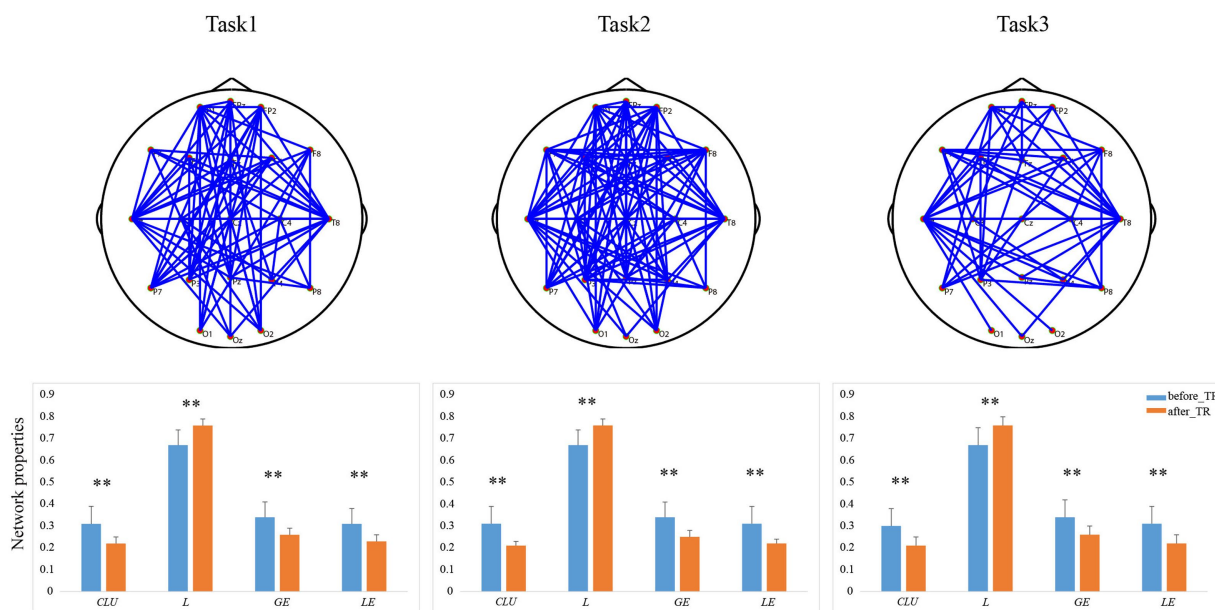 Task1 Task2 Task3
FPz
FP2
F8
C4 T8
P7 P3 Pz P8
O1 Oz O2
FPz
FP2
F8
C4 T8
P7 P3 P8
O1 Oz O2
FPz
FP2
F8
Fz
Cz C4 T8
P7 P3 P8
O1 Oz O2
Network properties
0.9
0.8
0.7
0.6
0.5
0.4
0.3
0.2
0.1
0
** ** ** **
CLU L GE LE
0.9
0.8
0.7
0.6
0.5
0.4
0.3
0.2
0.1
0
** ** ** **
CLU L GE LE
0.9
0.8
0.7
0.6
0.5
0.4
0.3
0.2
0.1
0
** ** ** **
before_TR
after_TR
CLU L GE LE